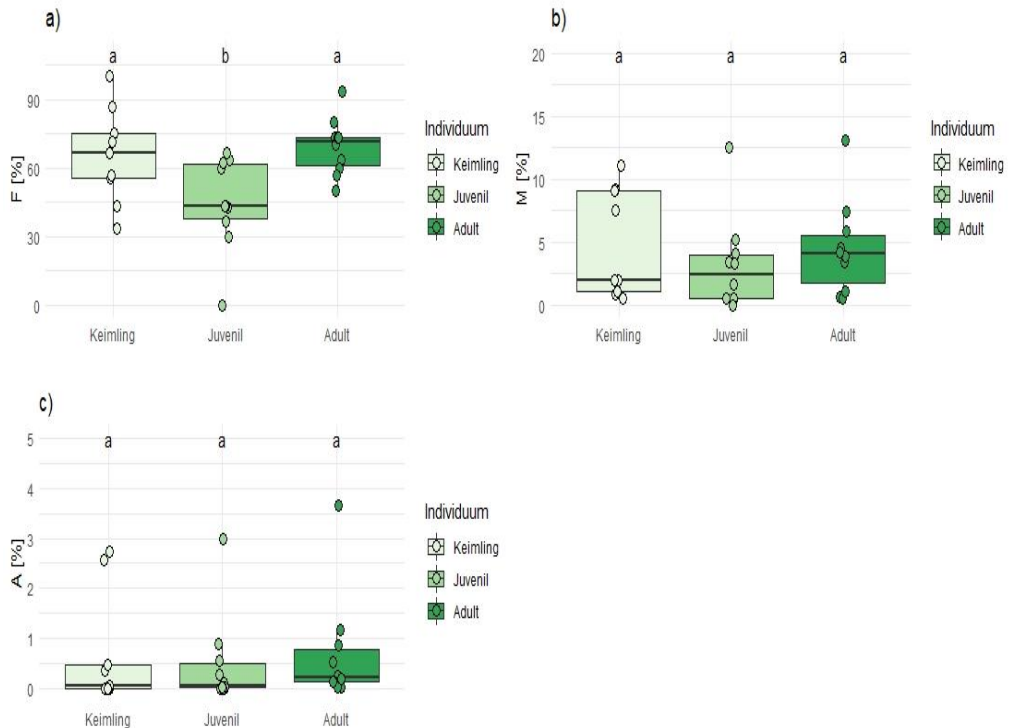 a)
a b a
90
60
30
0
F [%]
Keimling Juvenil Adult
Individuum
Keimling
Juvenil
Adult
b)
a a a
20
15
10
5
0
M [%]
Keimling Juvenil Adult
Individuum
Keimling
Juvenil
Adult
c)
a a a
5
4
3
2
1
0
A [%]
Keimling Juvenil Adult
Individuum
Keimling
Juvenil
Adult